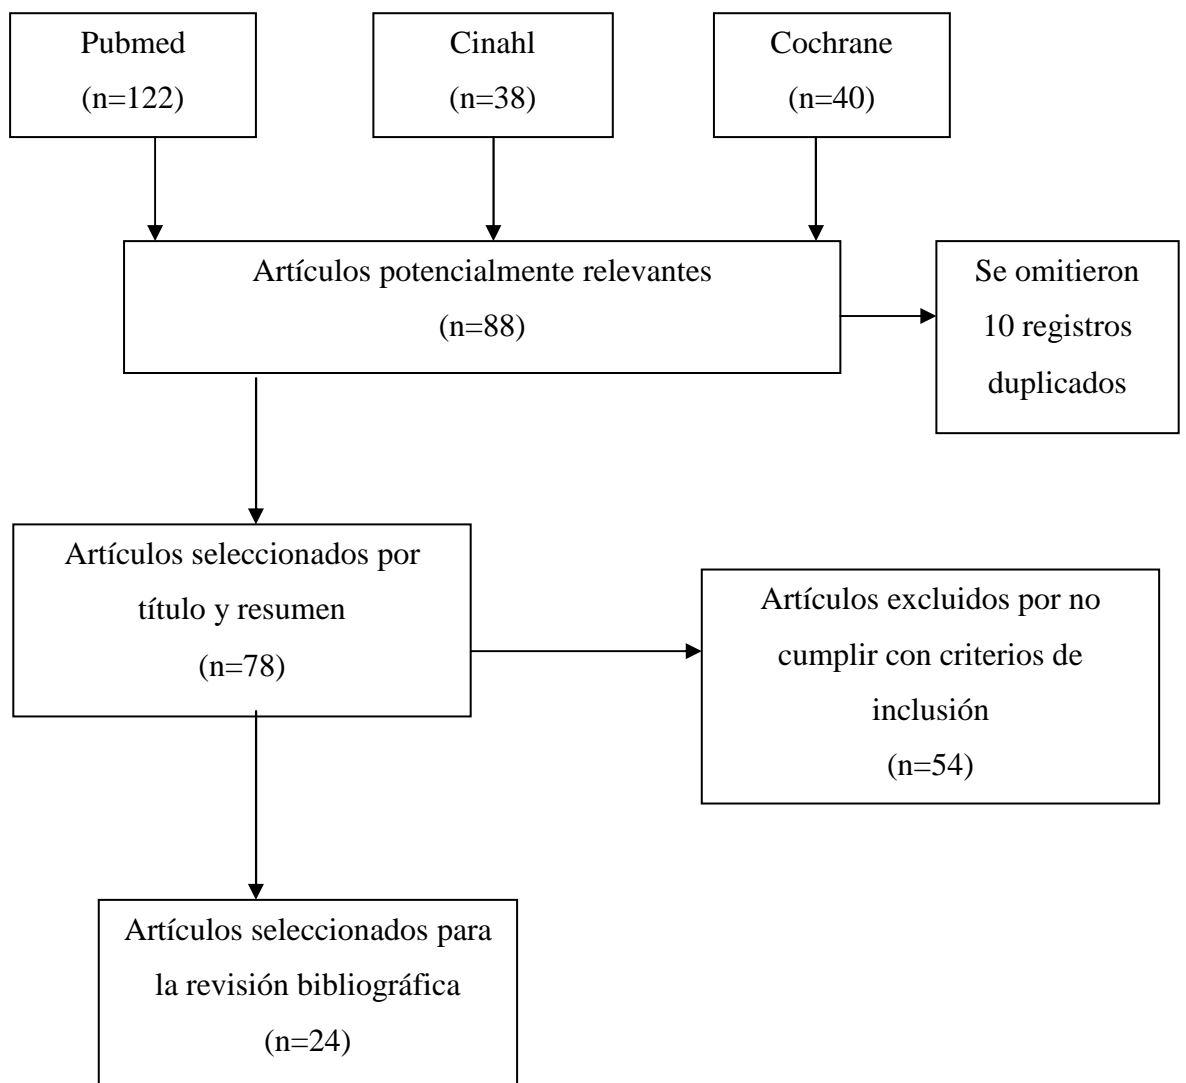 Pubmed
(n=122)
Cinahl
(n=38)
Cochrane
(n=40)
Artículos potencialmente relevantes
(n=88)
Se omitieron
10 registros
duplicados
Artículos seleccionados por
título y resumen
(n=78)
Artículos excluidos por no
cumplir con criterios de
inclusión
(n=54)
Artículos seleccionados para
la revisión bibliográfica
(n=24)